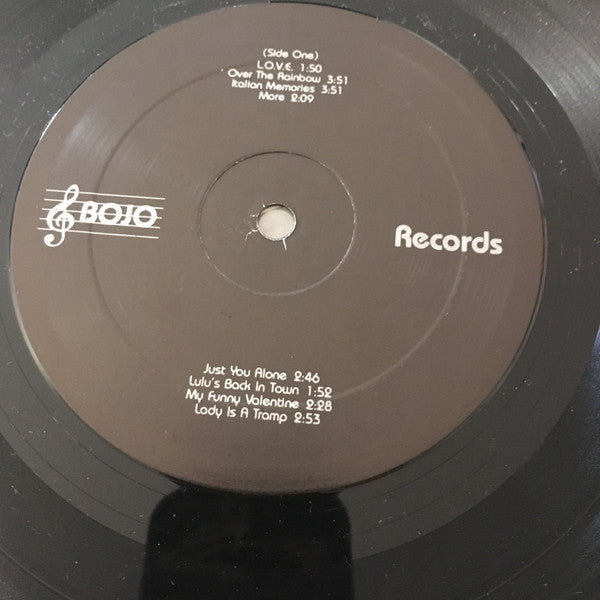 (Side One)
L.O.V.E. 1:50
Over The Rainbow 3:51
Italian Memories 3:51
More 2:09
BOJO
Records
Just You Alone 2:46
Lulu's Back In Town 1:52
My Funny Valentine 2:28
Lady Is A Tramp 2:53